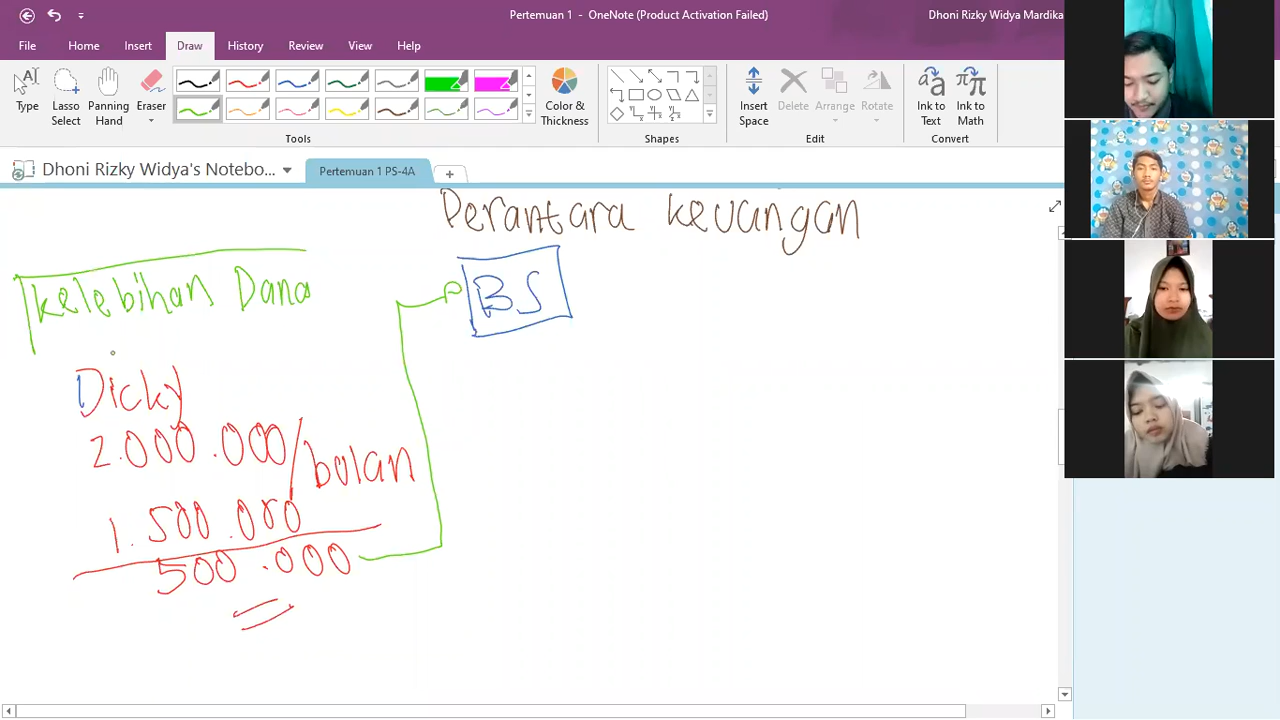 Pertemuan 1 - OneNote (Product Activation Failed)
Dhoni Rizky Widya Mardika
File Home Insert Draw History Review View Help
Type
Lasso Select
Panning Hand
Eraser
Color & Thickness
Insert Space
Delete
Arrange
Rotate
Ink to Text
Ink to Math
Tools
Shapes
Edit
Convert
Dhoni Rizky Widya's Notebo...
Pertemuan 1 PS-4A
Perantara keuangan
kelebihan Dana
BS
Dicky
2.000.000/bulan
1.500.000
500.000